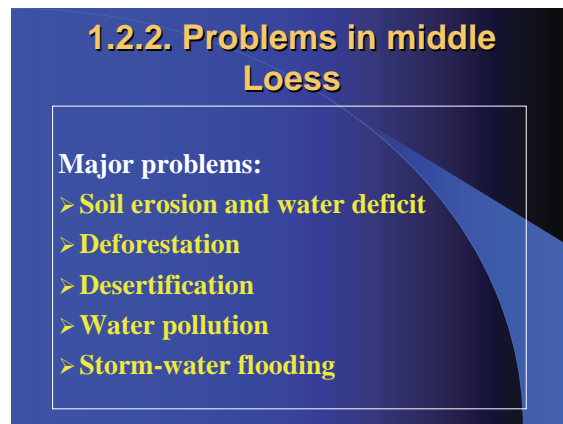 1.2.2. Problems in middle
Loess
Major problems:
➢ Soil erosion and water deficit
➢ Deforestation
➢ Desertification
➢ Water pollution
➢ Storm-water flooding